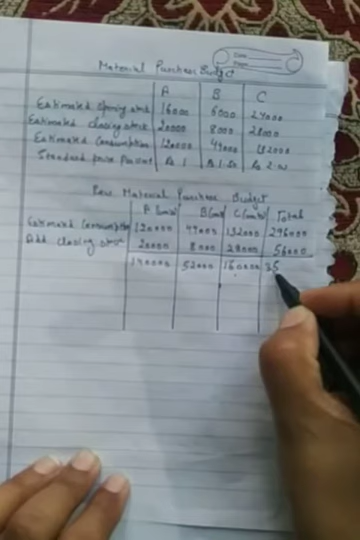 Date
Page
Material Purchase Budget
A B C
Estimated Opening stock 16000 6000 24000
Estimated Closing stock 20000 8000 28000
Estimated Consumption 120000 44000 132000
Standard price Per unit Rs. 1
Raw Material Purchase Budget
A (units) B (units C (units) Total
Estimated Consumption 120000 44000 132000 296000
Add Closing stock 20000 8000 28000 56000
140000 52000 160000 35